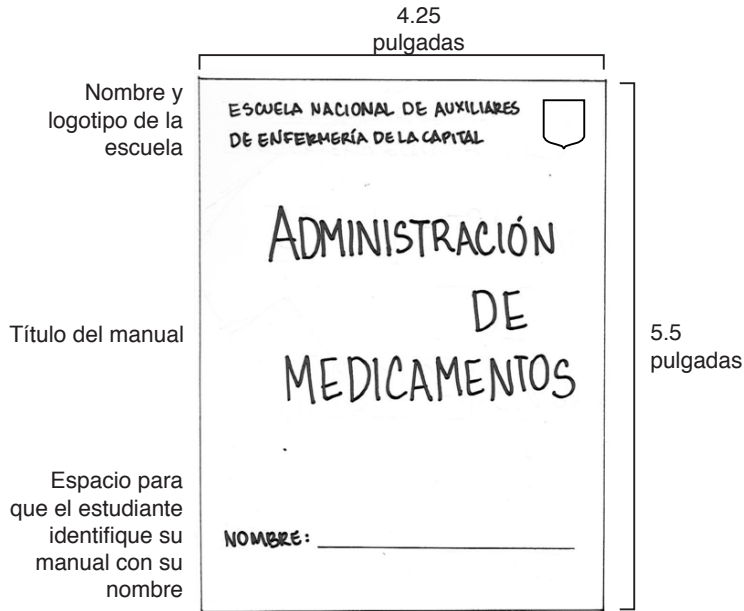 4.25
pulgadas
Nombre y
logotipo de la
escuela
ESCUELA NACIONAL DE AUXILIARES
DE ENFERMERÍA DE LA CAPITAL
ADMINISTRACIÓN
DE
MEDICAMENTOS
Título del manual
5.5
pulgadas
Espacio para
que el estudiante
identifique su
manual con su
nombre
NOMBRE: